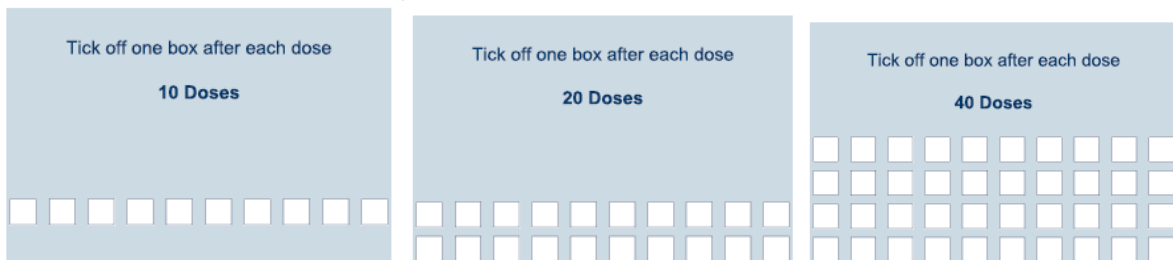 Tick off one box after each dose
10 Doses
Tick off one box after each dose
20 Doses
Tick off one box after each dose
40 Doses